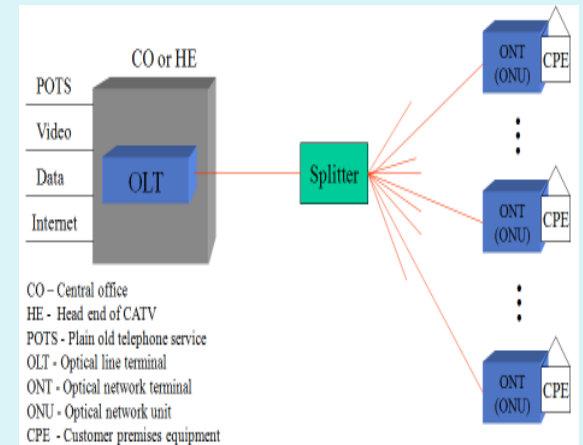 CO or HE
POTS
Video
Data
Internet
OLT
Splitter
ONT
(ONU)
CPE
ONT
(ONU)
CPE
ONT
(ONU)
CPE
CO – Central office
HE - Head end of CATV
POTS - Plain old telephone service
OLT - Optical line terminal
ONT - Optical network terminal
ONU - Optical network unit
CPE - Customer premises equipment